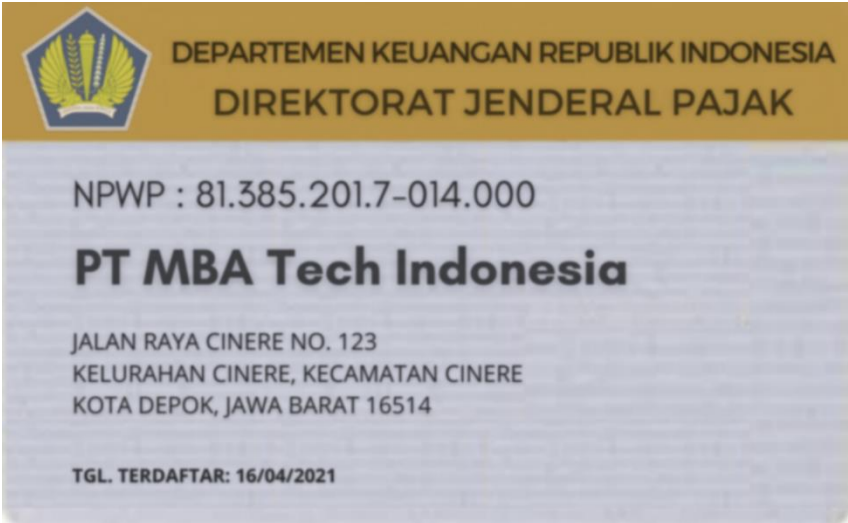 DEPARTEMEN KEUANGAN REPUBLIK INDONESIA
DIREKTORAT JENDERAL PAJAK
NPWP : 81.385.201.7-014.000
PT MBA Tech Indonesia
JALAN RAYA CINERE NO. 123
KELURAHAN CINERE, KECAMATAN CINERE
KOTA DEPOK, JAWA BARAT 16514
TGL. TERDAFTAR: 16/04/2021